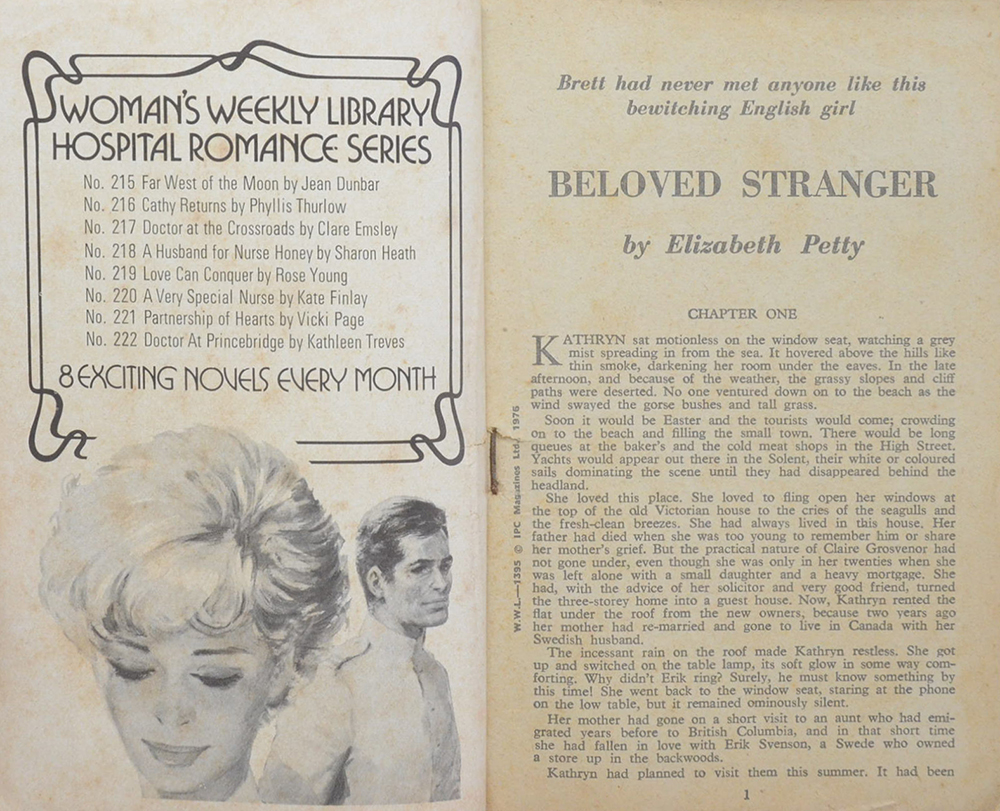 WOMAN'S WEEKLY LIBRARY
HOSPITAL ROMANCE SERIES
No. 215 Far West of the Moon by Jean Dunbar
No. 216 Cathy Returns by Phyllis Thurlow
No. 217 Doctor at the Crossroads by Clare Emsley
No. 218 A Husband for Nurse Honey by Sharon Heath
No. 219 Love Can Conquer by Rose Young
No. 220 A Very Special Nurse by Kate Finlay
No. 221 Partnership of Hearts by Vicki Page
No. 222 Doctor At Princebridge by Kathleen Treves
8 EXCITING NOVELS EVERY MONTH
W.W.L.—1395 © IPC Magazines Ltd. 1976
Brett had never met anyone like this
bewitching English girl
BELOVED STRANGER
by Elizabeth Petty
CHAPTER ONE
KATHRYN sat motionless on the window seat, watching a grey
mist spreading in from the sea. It hovered above the hills like
thin smoke, darkening her room under the eaves. In the late
afternoon, and because of the weather, the grassy slopes and cliff
paths were deserted. No one ventured down on to the beach as the
wind swayed the gorse bushes and tall grass.
Soon it would be Easter and the tourists would come; crowding
on to the beach and filling the small town. There would be long
queues at the baker's and the cold meat shops in the High Street.
Yachts would appear out there in the Solent, their white or coloured
sails dominating the scene until they had disappeared behind the
headland.
She loved this place. She loved to fling open her windows at
the top of the old Victorian house to the cries of the seagulls and
the fresh-clean breezes. She had always lived in this house. Her
father had died when she was too young to remember him or share
her mother's grief. But the practical nature of Claire Grosvenor had
not gone under, even though she was only in her twenties when she
was left alone with a small daughter and a heavy mortgage. She
had, with the advice of her solicitor and very good friend, turned
the three-storey home into a guest house. Now, Kathryn rented the
flat under the roof from the new owners, because two years ago
her mother had re-married and gone to live in Canada with her
Swedish husband.
The incessant rain on the roof made Kathryn restless. She got
up and switched on the table lamp, its soft glow in some way com-
forting. Why didn't Erik ring? Surely, he must know something by
this time! She went back to the window seat, staring at the phone
on the low table, but it remained ominously silent.
Her mother had gone on a short visit to an aunt who had emi-
grated years before to British Columbia, and in that short time
she had fallen in love with Erik Svenson, a Swede who owned
a store up in the backwoods.
Kathryn had planned to visit them this summer. It had been
1